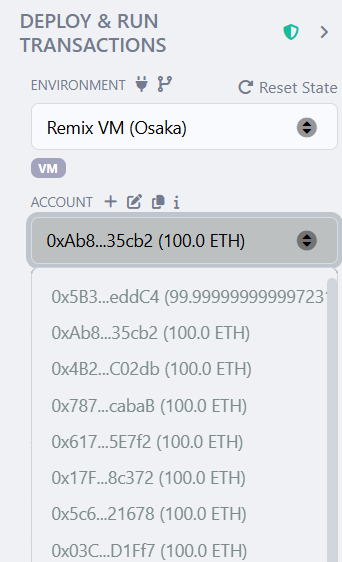 DEPLOY & RUN
TRANSACTIONS
ENVIRONMENT
Reset State
Remix VM (Osaka)
VM
ACCOUNT
0xAb8...35cb2 (100.0 ETH)
0x5B3...eddC4 (99.9999999999723
0xAb8...35cb2 (100.0 ETH)
0x4B2...C02db (100.0 ETH)
0x787...cabaB (100.0 ETH)
0x617...5E7f2 (100.0 ETH)
0x17F...8c372 (100.0 ETH)
0x5c6...21678 (100.0 ETH)
0x03C...D1Ff7 (100.0 ETH)